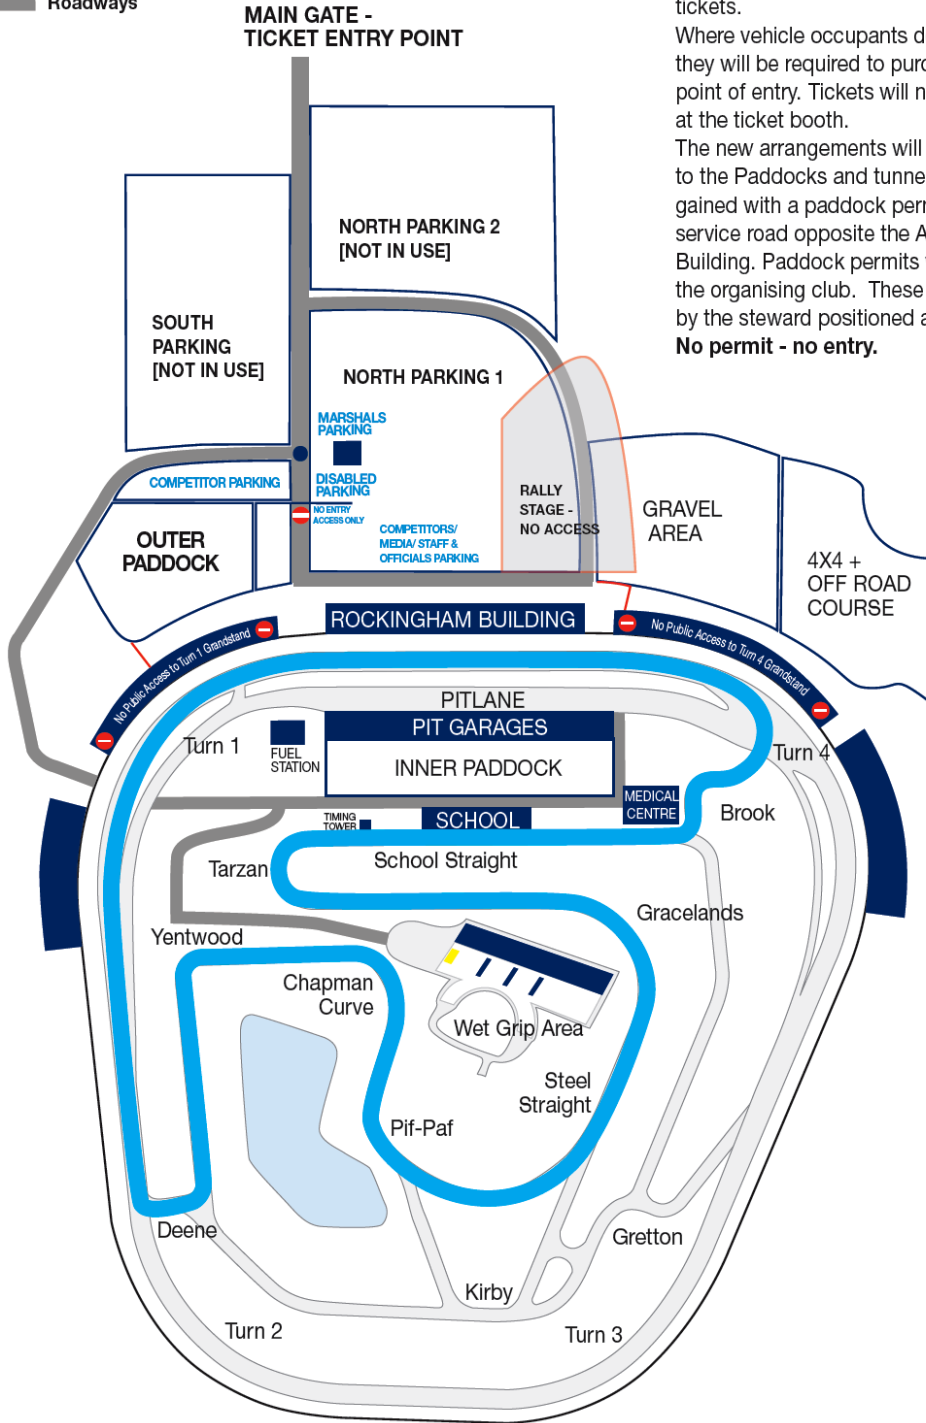 Roadways
MAIN GATE -
TICKET ENTRY POINT
tickets.
Where vehicle occupants d
they will be required to purc
point of entry. Tickets will n
at the ticket booth.
The new arrangements will
to the Paddocks and tunne
gained with a paddock perr
service road opposite the A
Building. Paddock permits
the organising club. These
by the steward positioned a
No permit - no entry.
NORTH PARKING 2
[NOT IN USE]
SOUTH
PARKING
[NOT IN USE]
NORTH PARKING 1
MARSHALS
PARKING
COMPETITOR PARKING
DISABLED
PARKING
NO ENTRY
ACCESS ONLY
COMPETITORS/
MEDIA/ STAFF &
OFFICIALS PARKING
RALLY
STAGE -
NO ACCESS
GRAVEL
AREA
OUTER
PADDOCK
4X4 +
OFF ROAD
COURSE
ROCKINGHAM BUILDING
No Public Access to Turn 1 Grandstand
No Public Access to Turn 4 Grandstand
PITLANE
PIT GARAGES
INNER PADDOCK
Turn 1
FUEL
STATION
Turn 4
MEDICAL
CENTRE
Brook
TIMING
TOWER
SCHOOL
School Straight
Tarzan
Gracelands
Yentwood
Chapman
Curve
Wet Grip Area
Steel
Straight
Pif-Paf
Deene
Gretton
Kirby
Turn 2
Turn 3